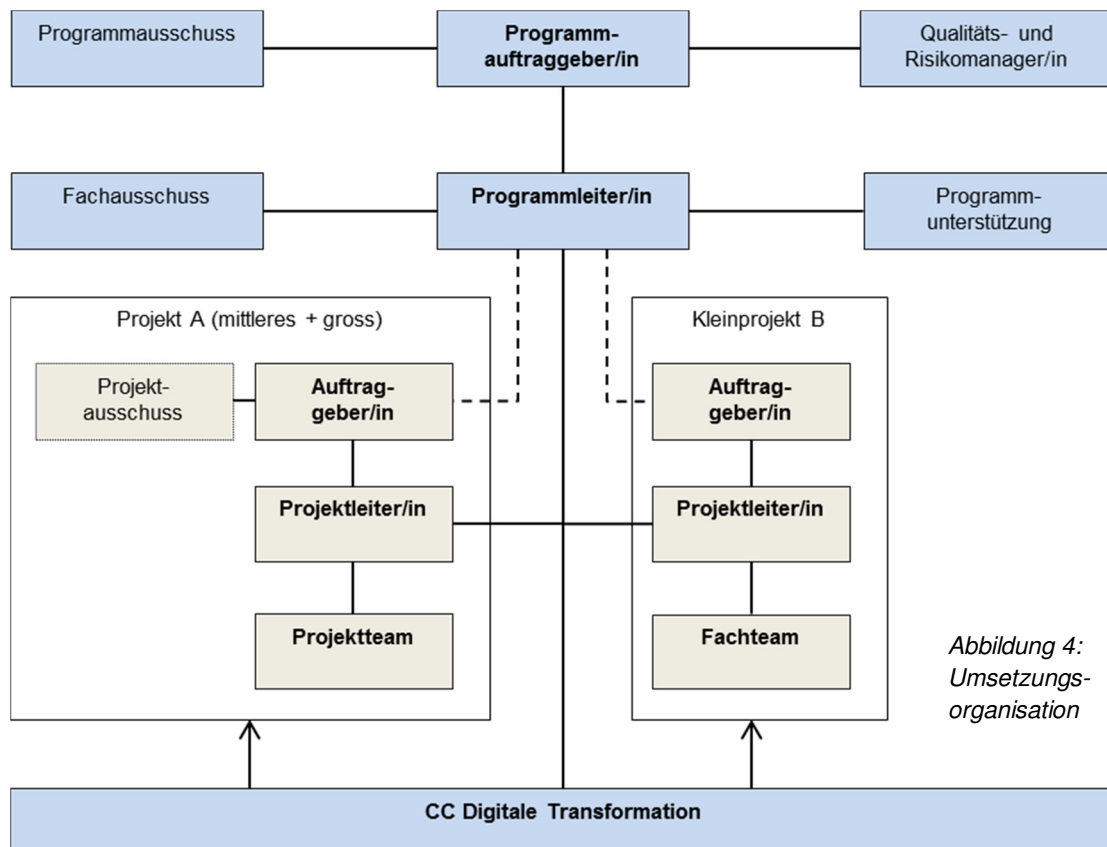 Programmausschuss
Programm-
auftraggeber/in
Qualitäts- und
Risikomanager/in
Fachausschuss
Programmleiter/in
Programm-
unterstützung
Projekt A (mittleres + gross)
Projekt-
ausschuss
Auftrag-
geber/in
Projektleiter/in
Projektteam
Kleinprojekt B
Auftrag-
geber/in
Projektleiter/in
Fachteam
Abbildung 4:
Umsetzungs-
organisation
CC Digitale Transformation